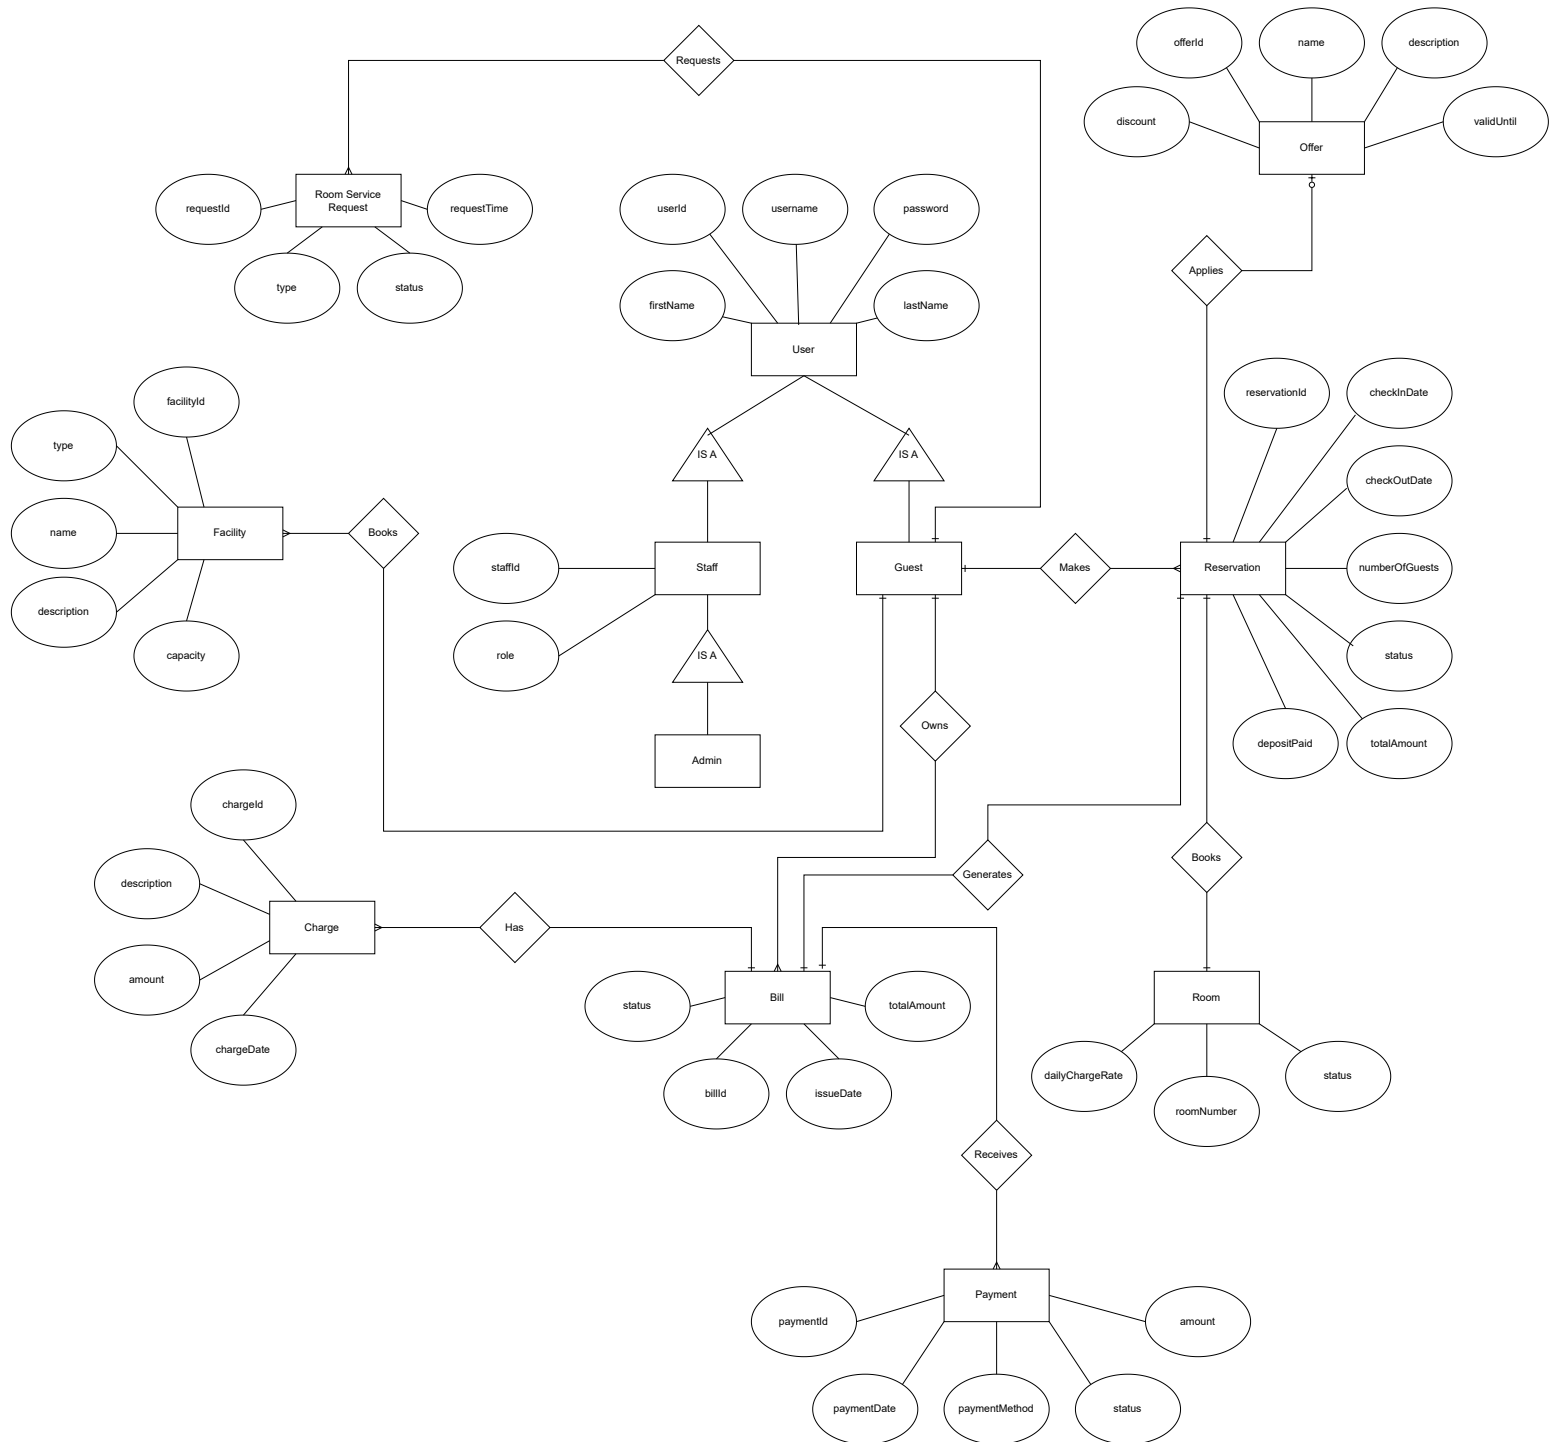 offerId
name
description
Requests
discount
validUntil
Offer
Room Service
Request
requestId
requestTime
userId
username
password
Applies
type
status
firstName
lastName
User
facilityId
reservationId
checkInDate
type
IS A
IS A
checkOutDate
name
Facility
Books
staffId
Staff
Guest
Makes
Reservation
numberOfGuests
description
capacity
role
IS A
status
Owns
depositPaid
totalAmount
Admin
chargeId
description
Generates
Books
Charge
Has
amount
status
Bill
totalAmount
Room
chargeDate
billId
issueDate
dailyChargeRate
status
roomNumber
Receives
Payment
paymentId
amount
paymentDate
paymentMethod
status